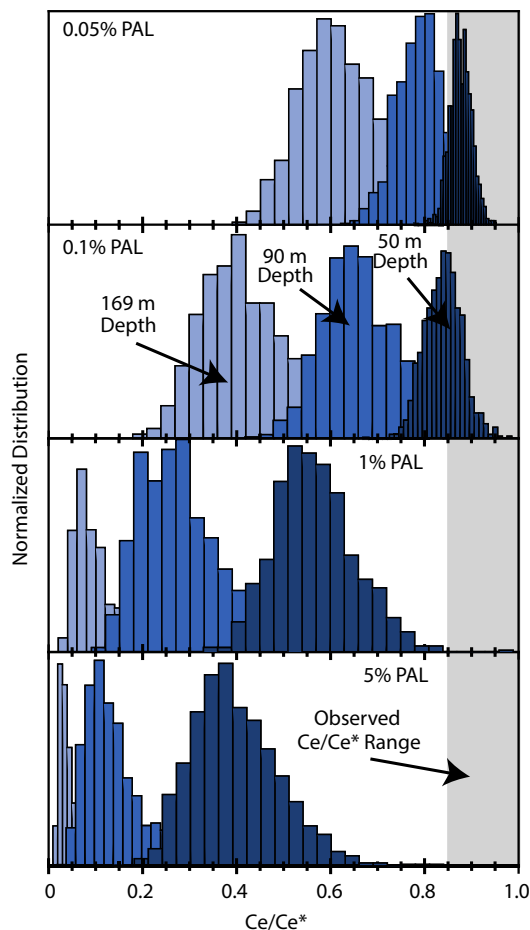 0.05% PAL
0.1% PAL
169 m
Depth
90 m
Depth
50 m
Depth
1% PAL
5% PAL
Observed
Ce/Ce* Range
Normalized Distribution
0 0.2 0.4 0.6 0.8 1.0
Ce/Ce*